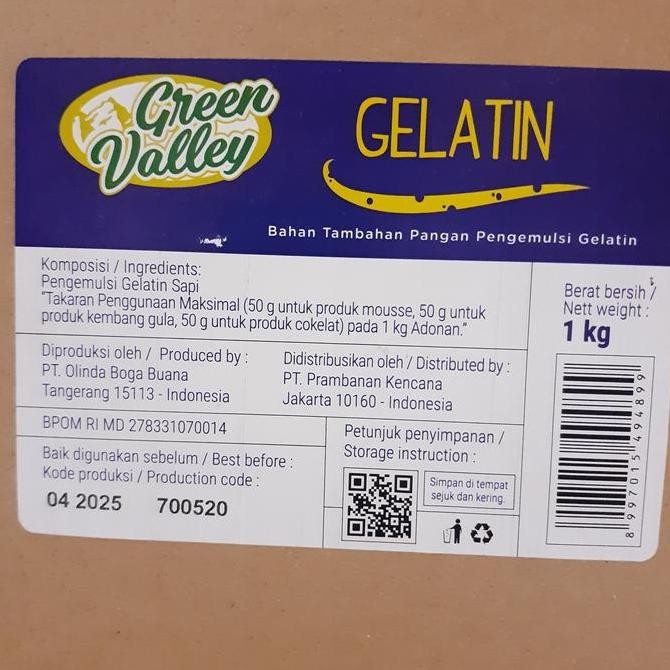 Green
Valley
GELATIN
Bahan Tambahan Pangan Pengemulsi Gelatin
Komposisi / Ingredients:
Pengemulsi Gelatin Sapi
"Takaran Penggunaan Maksimal (50 g untuk produk mousse, 50 g untuk
produk kembang gula, 50 g untuk produk cokelat) pada 1 kg Adonan."
Berat bersih /
Nett weight :
1 kg
Diproduksi oleh / Produced by :
PT. Olinda Boga Buana
Tangerang 15113 - Indonesia
Didistribusikan oleh / Distributed by :
PT. Prambanan Kencana
Jakarta 10160 - Indonesia
BPOM RI MD 278331070014
Baik digunakan sebelum / Best before :
Kode produksi / Production code :
04 2025 700520
Petunjuk penyimpanan /
Storage instruction :
Simpan di tempat
sejuk dan kering.
8 997015 494899